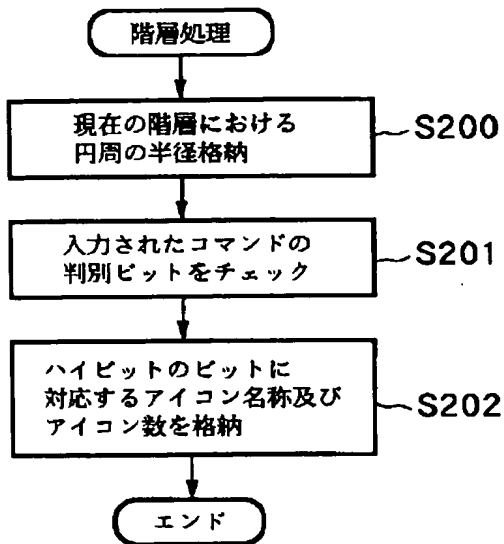 階層処理
現在の階層における
円周の半径格納
S200
入力されたコマンドの
判別ビットをチェック
S201
ハイビットのビットに
対応するアイコン名称及び
アイコン数を格納
S202
エンド